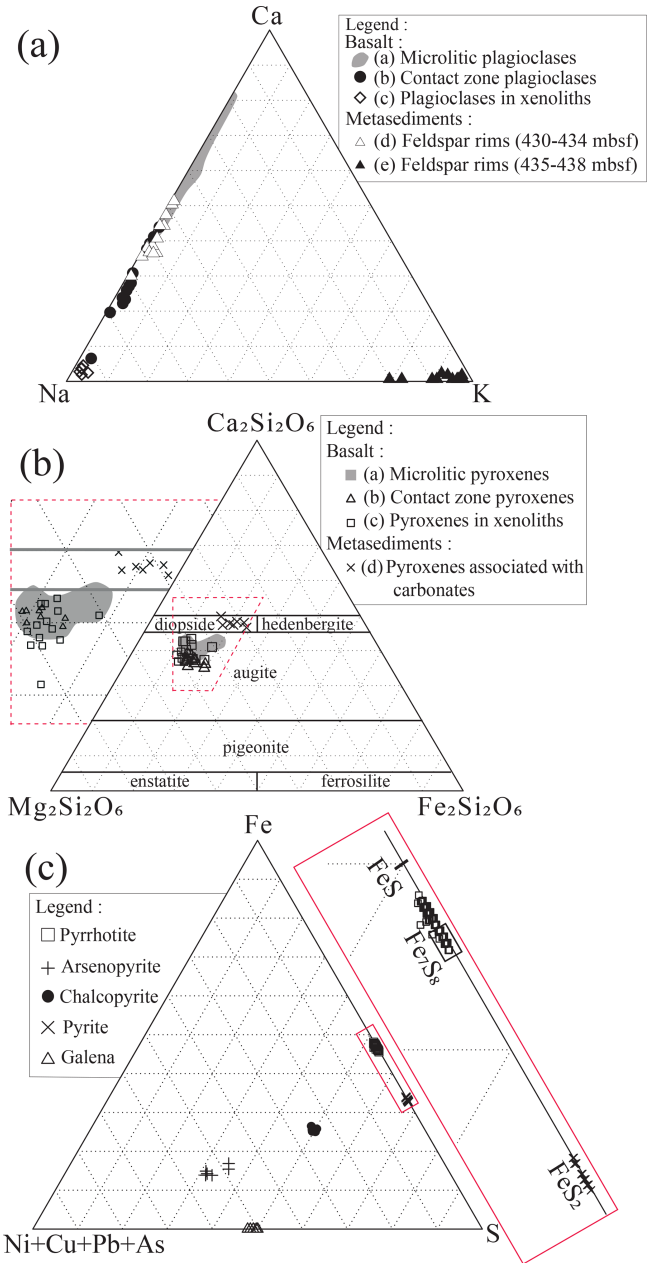 (a)
Ca
Legend :
Basalt :
(a) Microlitic plagioclases
(b) Contact zone plagioclases
(c) Plagioclases in xenoliths
Metasediments :
(d) Feldspar rims (430-434 mbsf)
(e) Feldspar rims (435-438 mbsf)
Na
K
(b)
Ca₂Si₂O₆
Legend :
Basalt :
(a) Microlitic pyroxenes
(b) Contact zone pyroxenes
(c) Pyroxenes in xenoliths
Metasediments :
(d) Pyroxenes associated with
carbonates
diopside
hedenbergite
augite
pigeonite
enstatite
ferrosilite
Mg₂Si₂O₆
Fe₂Si₂O₆
(c)
Fe
Legend :
Pyrrhotite
Arsenopyrite
Chalcopyrite
Pyrite
Galena
FeS
Fe₇S₈
FeS₂
Ni+Cu+Pb+As
S